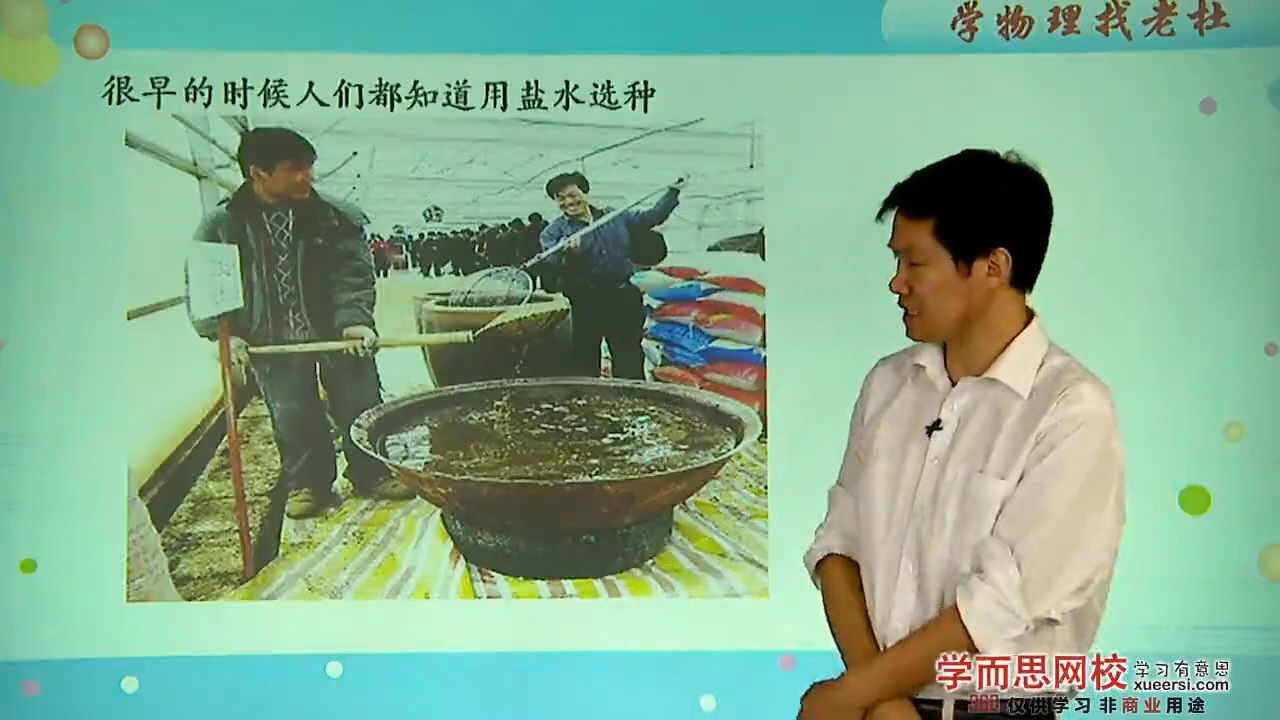 学物理找老杜
很早的时候人们都知道用盐水选种
学而思网校 学习有意思
xueersi.com
360 仅供学习 非商业用途